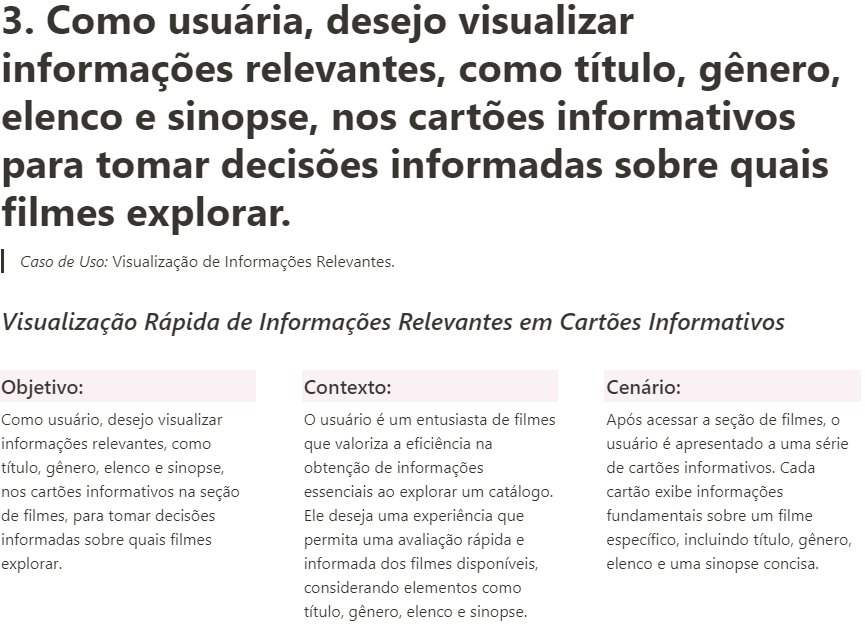 3. Como usuária, desejo visualizar
informações relevantes, como título, gênero,
elenco e sinopse, nos cartões informativos
para tomar decisões informadas sobre quais
filmes explorar.
Caso de Uso: Visualização de Informações Relevantes.
Visualização Rápida de Informações Relevantes em Cartões Informativos
Objetivo:
Como usuário, desejo visualizar
informações relevantes, como
título, gênero, elenco e sinopse,
nos cartões informativos na seção
de filmes, para tomar decisões
informadas sobre quais filmes
explorar.
Contexto:
O usuário é um entusiasta de filmes
que valoriza a eficiência na
obtenção de informações
essenciais ao explorar um catálogo.
Ele deseja uma experiência que
permita uma avaliação rápida e
informada dos filmes disponíveis,
considerando elementos como
título, gênero, elenco e sinopse.
Cenário:
Após acessar a seção de filmes, o
usuário é apresentado a uma série
de cartões informativos. Cada
cartão exibe informações
fundamentais sobre um filme
específico, incluindo título, gênero,
elenco e uma sinopse concisa.